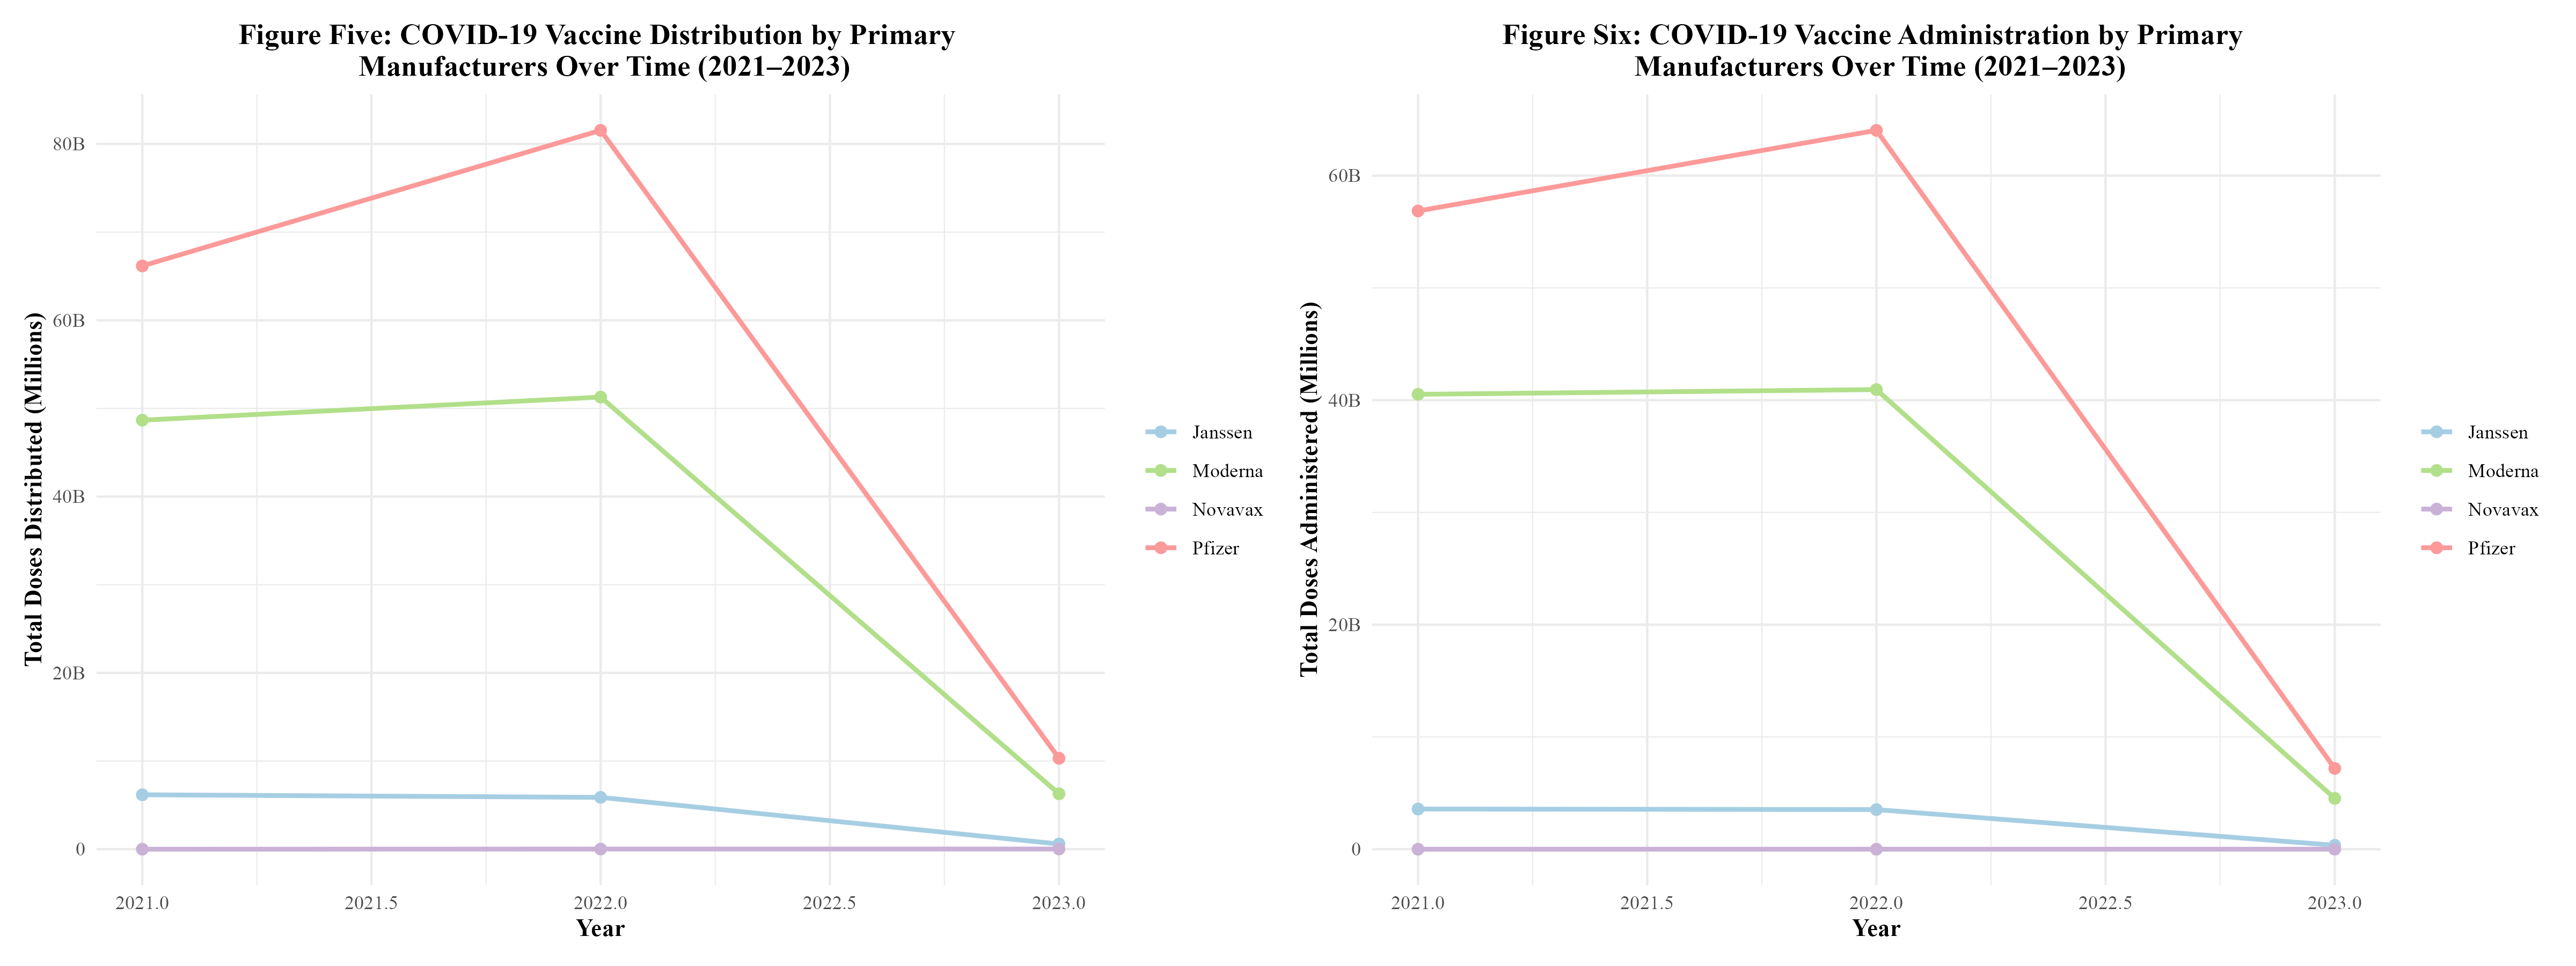 Figure Five: COVID-19 Vaccine Distribution by Primary
Manufacturers Over Time (2021–2023)
Total Doses Distributed (Millions)
80B
60B
40B
20B
0
2021.0
2021.5
2022.0
2022.5
2023.0
Year
Janssen
Moderna
Novavax
Pfizer
Figure Six: COVID-19 Vaccine Administration by Primary
Manufacturers Over Time (2021–2023)
Total Doses Administered (Millions)
60B
40B
20B
0
2021.0
2021.5
2022.0
2022.5
2023.0
Year
Janssen
Moderna
Novavax
Pfizer